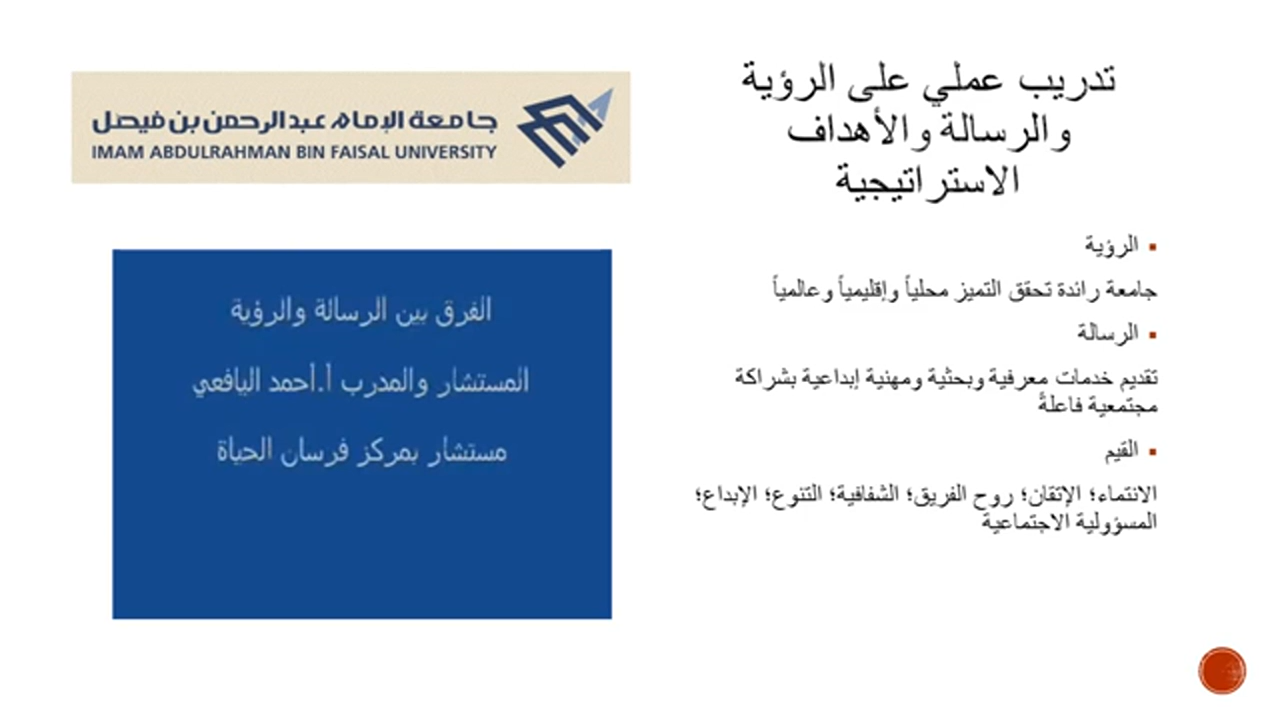 تدريب عملي على الرؤية
والرسالة والأهداف
الاستراتيجية
الرؤية
جامعة رائدة تحقق التميز محلياً وإقليمياً وعالمياً
الرسالة
تقديم خدمات معرفية وبحثية ومهنية إبداعية بشراكة
مجتمعية فاعلةً
القيم
الانتماء؛ الإتقان؛ روح الفريق؛ الشفافية؛ التنوع؛ الإبداع؛
المسؤولية الاجتماعية
جامعة الإمام عبد الرحمن بن فيصل
IMAM ABDULRAHMAN BIN FAISAL UNIVERSITY
الفرق بين الرسالة والرؤية
المستشار والمدرب أ.أحمد اليافعي
مستشار بمركز فرسان الحياة